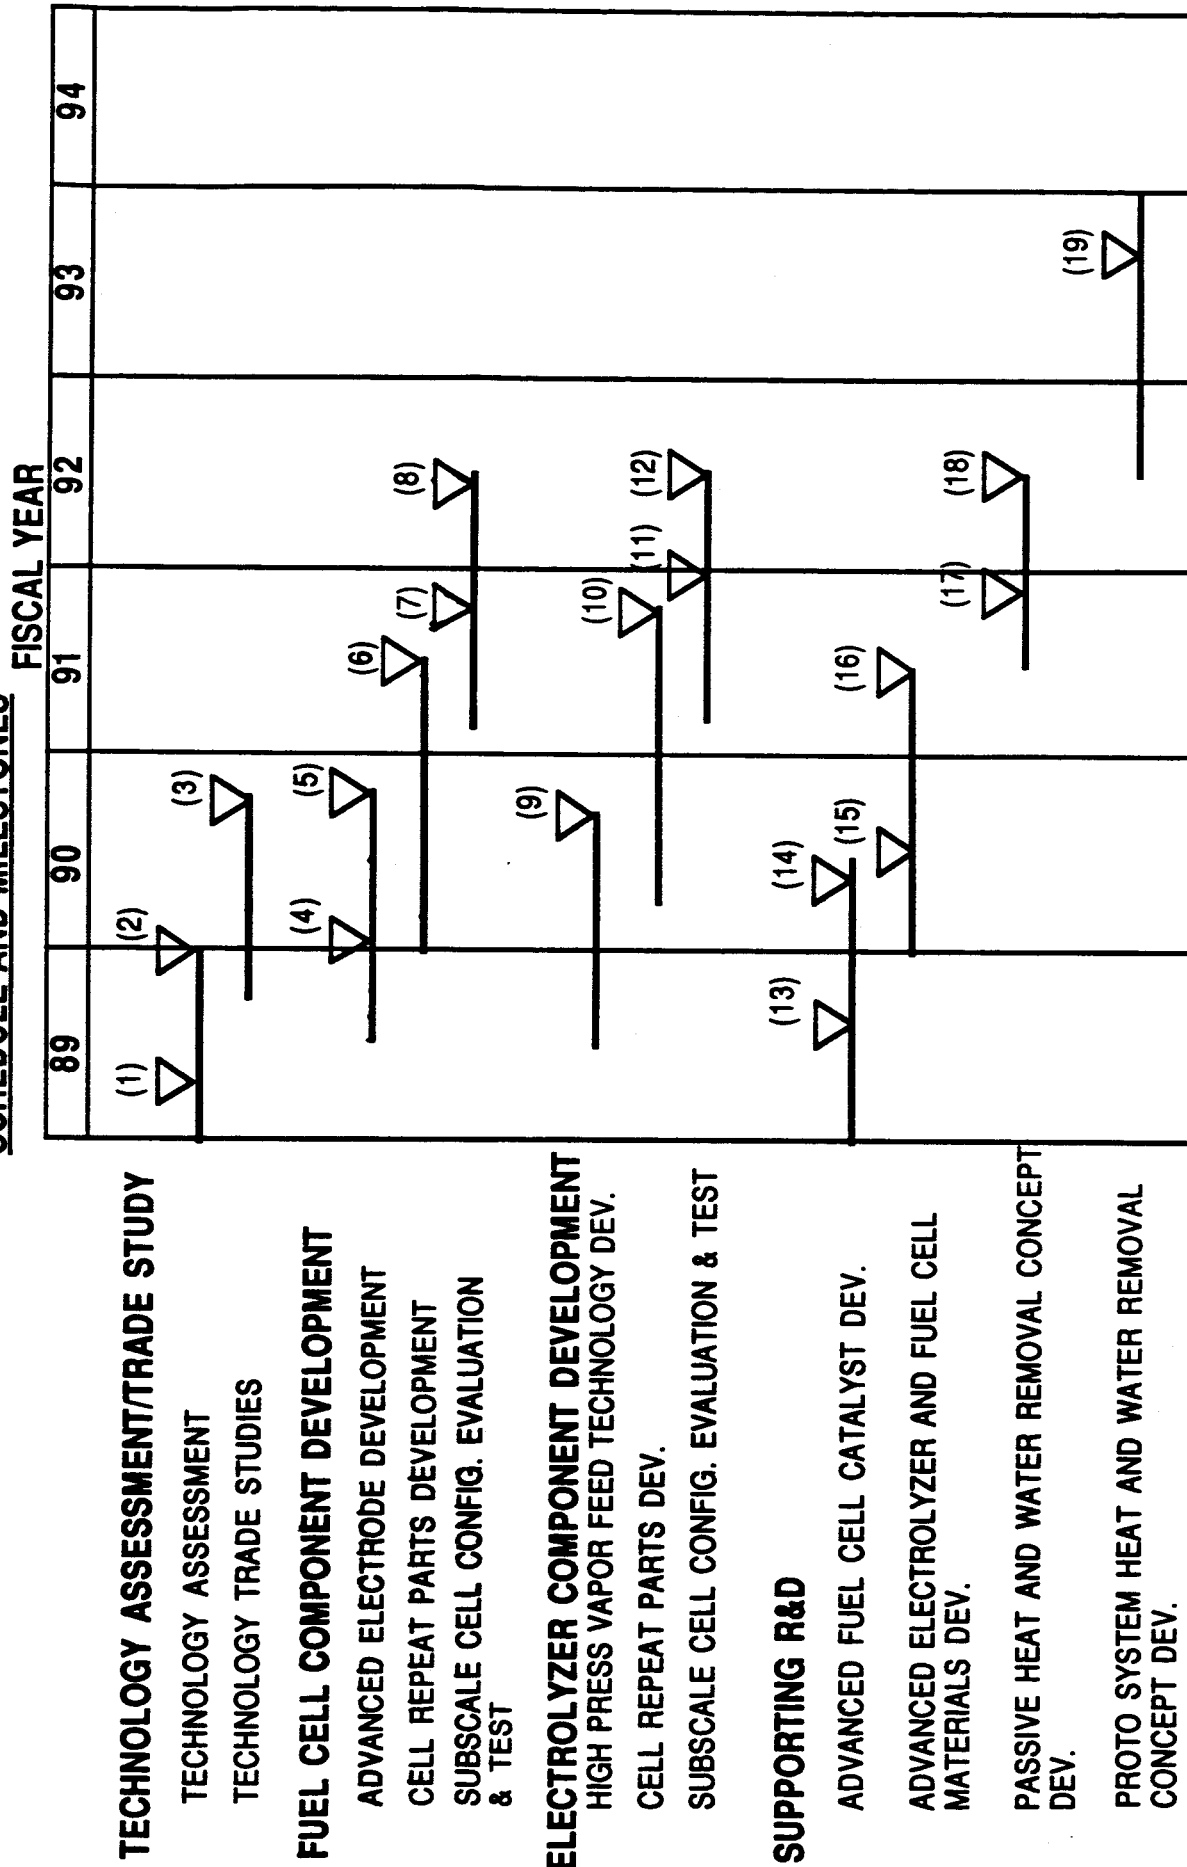 SCHEDULE AND MILESTONES
FISCAL YEAR
89 90 91 92 93 94
TECHNOLOGY ASSESSMENT/TRADE STUDY
TECHNOLOGY ASSESSMENT (1) (2)
TECHNOLOGY TRADE STUDIES (3)
FUEL CELL COMPONENT DEVELOPMENT
ADVANCED ELECTRODE DEVELOPMENT (4) (5)
CELL REPEAT PARTS DEVELOPMENT (6)
SUBSCALE CELL CONFIG. EVALUATION (7) (8)
& TEST
ELECTROLYZER COMPONENT DEVELOPMENT
HIGH PRESS VAPOR FEED TECHNOLOGY DEV. (9)
CELL REPEAT PARTS DEV. (10)
SUBSCALE CELL CONFIG. EVALUATION & TEST (11) (12)
SUPPORTING R&D
ADVANCED FUEL CELL CATALYST DEV. (13) (14)
ADVANCED ELECTROLYZER AND FUEL CELL (15) (16)
MATERIALS DEV.
PASSIVE HEAT AND WATER REMOVAL CONCEPT (17) (18)
DEV.
PROTO SYSTEM HEAT AND WATER REMOVAL (19)
CONCEPT DEV.